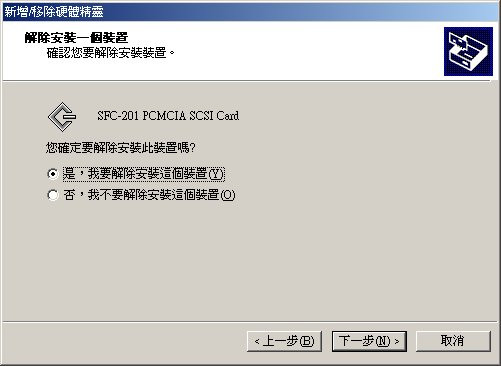 新增/移除硬體精靈
解除安裝一個裝置
確認您要解除安裝裝置。
SFC-201 PCMCIA SCSI Card
您確定要解除安裝此裝置嗎?
是，我要解除安裝這個裝置(Y)
否，我不要解除安裝這個裝置(O)
< 上一步(B) 下一步(N) > 取消